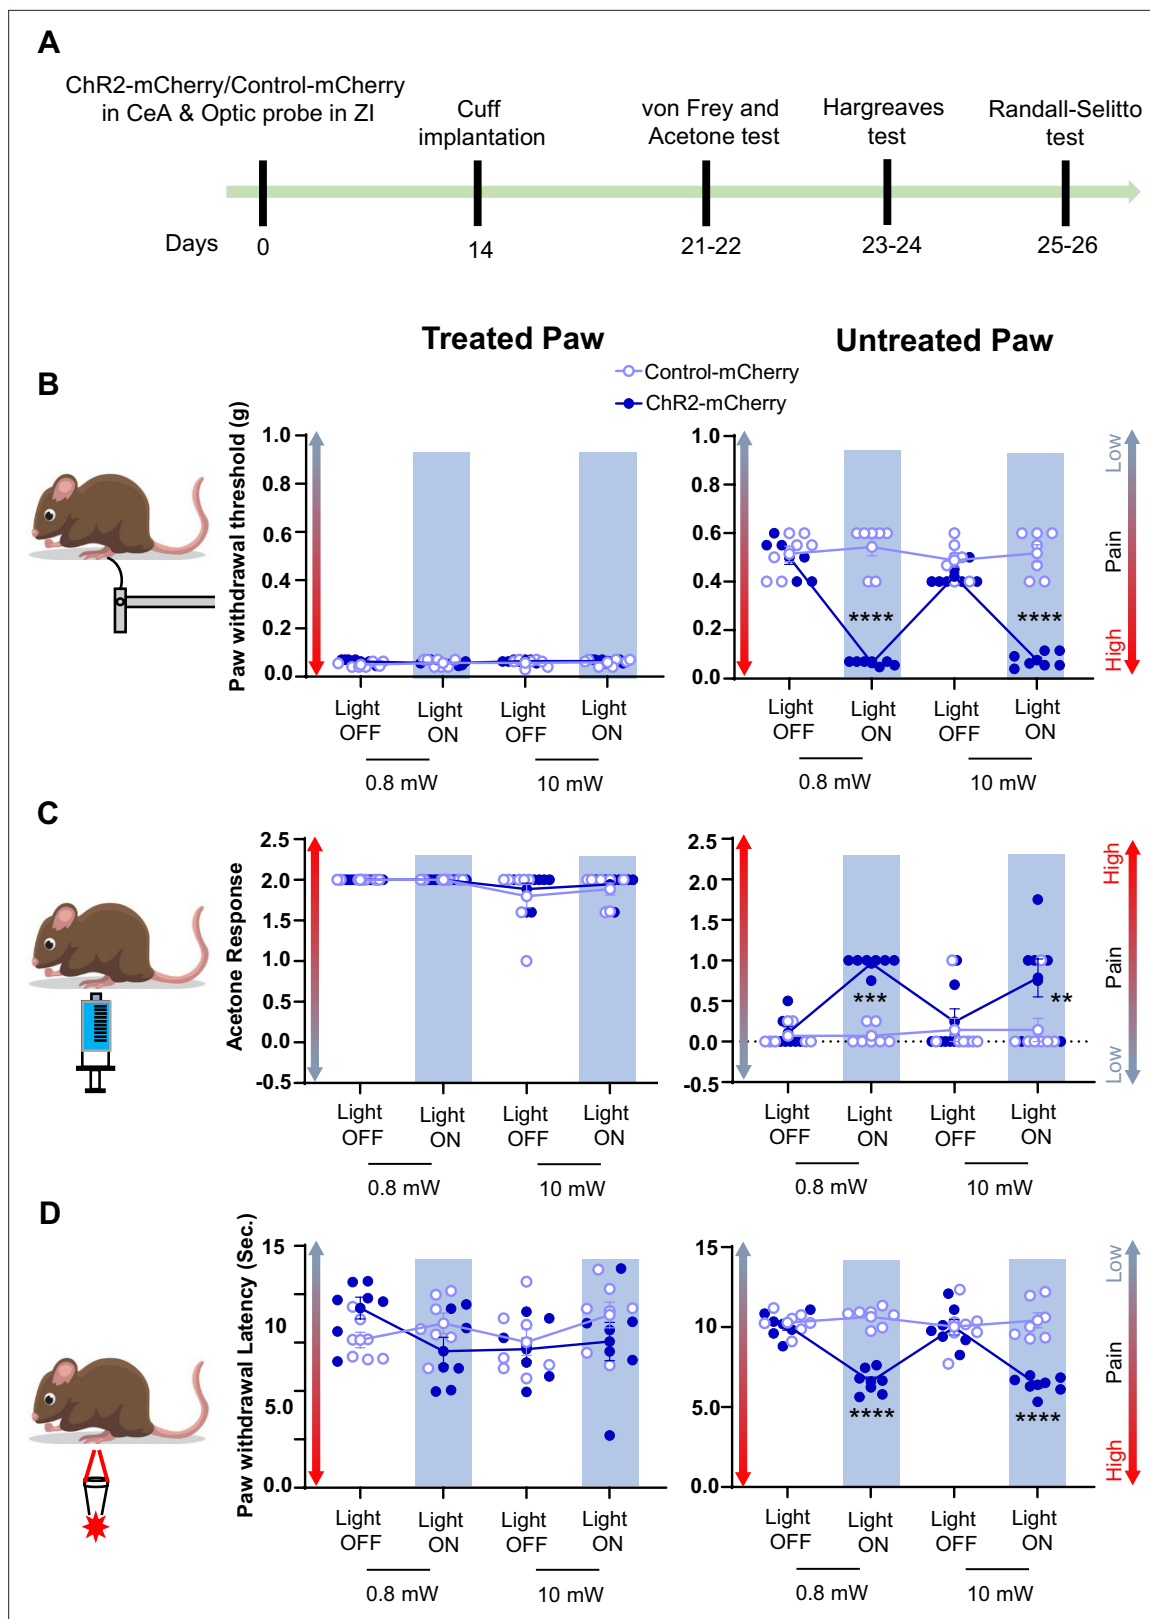 A
ChR2-mCherry/Control-mCherry
in CeA & Optic probe in ZI
Cuff
implantation
von Frey and
Acetone test
Hargreaves
test
Randall-Selitto
test
Days
0
14
21-22
23-24
25-26
Treated Paw
Untreated Paw
Control-mCherry
ChR2-mCherry
B
Paw withdrawal threshold (g)
1.0
0.8
0.6
0.4
0.2
0.0
Light
OFF
Light
ON
Light
OFF
Light
ON
0.8 mW
10 mW
1.0
0.8
0.6
0.4
0.2
0.0
****
****
Light
OFF
Light
ON
Light
OFF
Light
ON
0.8 mW
10 mW
Low
Pain
High
C
Acetone Response
2.5
2.0
1.5
1.0
0.5
0.0
-0.5
Light
OFF
Light
ON
Light
OFF
Light
ON
0.8 mW
10 mW
2.5
2.0
1.5
1.0
0.5
0.0
-0.5
***
**
Light
OFF
Light
ON
Light
OFF
Light
ON
0.8 mW
10 mW
High
Pain
Low
D
Paw withdrawal Latency (Sec.)
15
10
5.0
0.0
Light
OFF
Light
ON
Light
OFF
Light
ON
0.8 mW
10 mW
15
10
5.0
0.0
****
****
Light
OFF
Light
ON
Light
OFF
Light
ON
0.8 mW
10 mW
Low
Pain
High